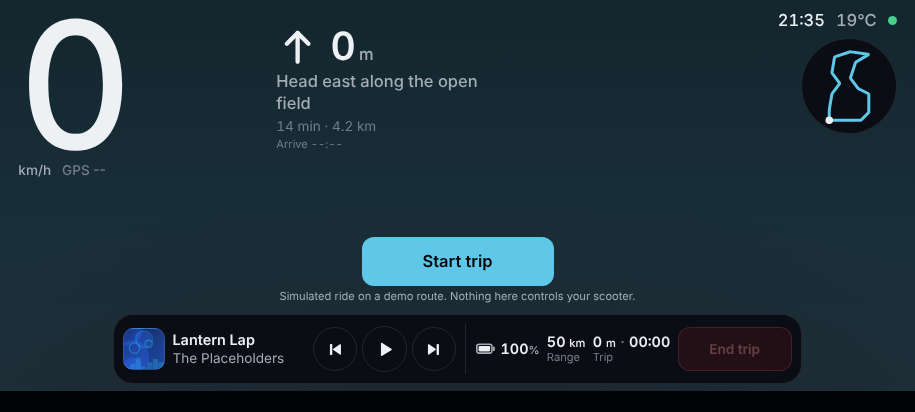 0
km/h GPS --
0 m
Head east along the open
field
14 min · 4.2 km
Arrive --:--
21:35 19°C
Start trip
Simulated ride on a demo route. Nothing here controls your scooter.
Lantern Lap
The Placeholders
100%
50 km
Range
0 m · 00:00
Trip
End trip